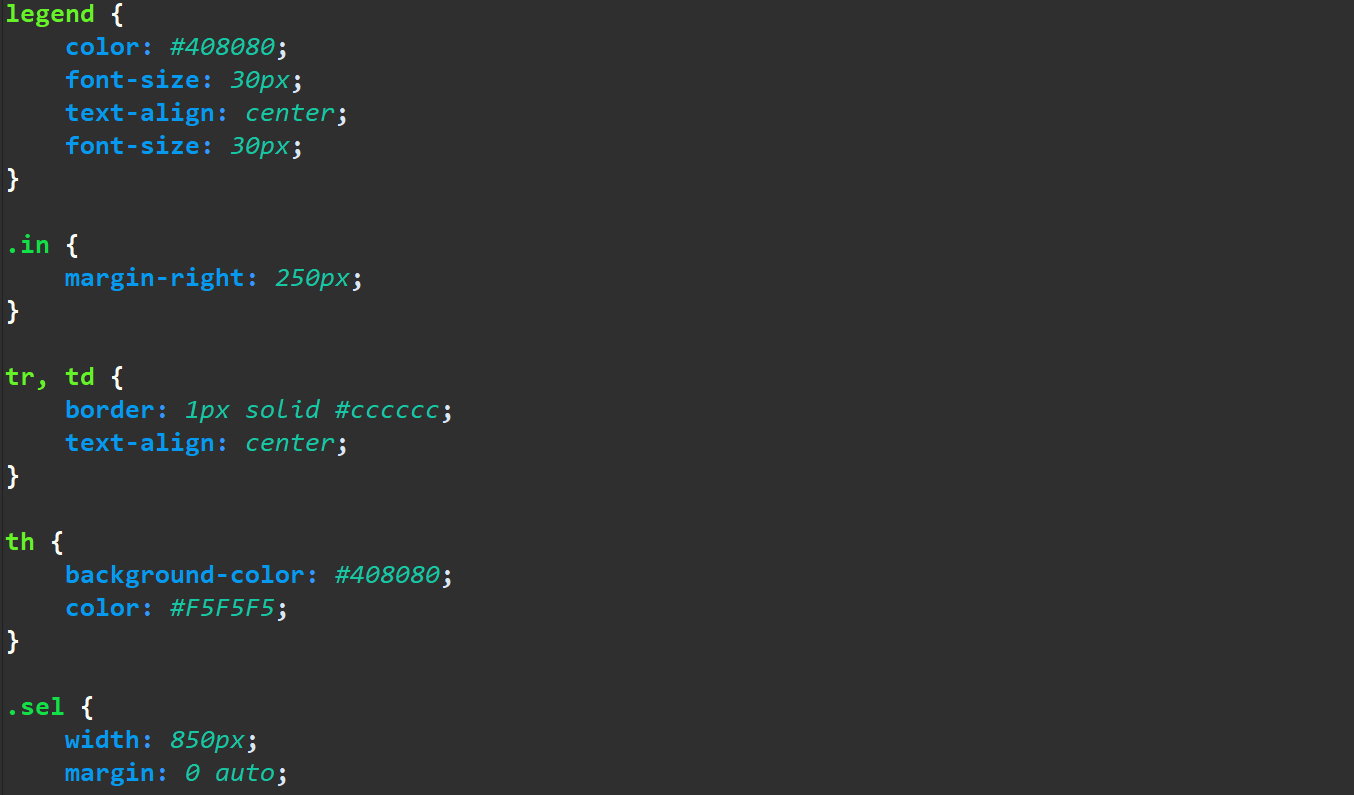 legend {
    color: #408080;
    font-size: 30px;
    text-align: center;
    font-size: 30px;
}

.in {
    margin-right: 250px;
}

tr, td {
    border: 1px solid #cccccc;
    text-align: center;
}

th {
    background-color: #408080;
    color: #F5F5F5;
}

.sel {
    width: 850px;
    margin: 0 auto;